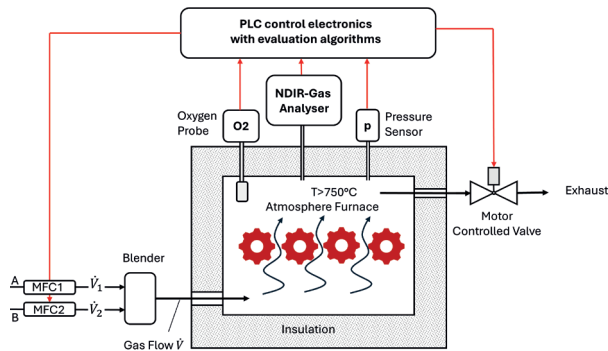 PLC control electronics
with evaluation algorithms
Oxygen
Probe
O2
NDIR-Gas
Analyser
p
Pressure
Sensor
T>750°C
Atmosphere Furnace
Exhaust
Motor
Controlled Valve
Blender
A
MFC1
V̇₁
B
MFC2
V̇₂
Gas Flow V̇
Insulation